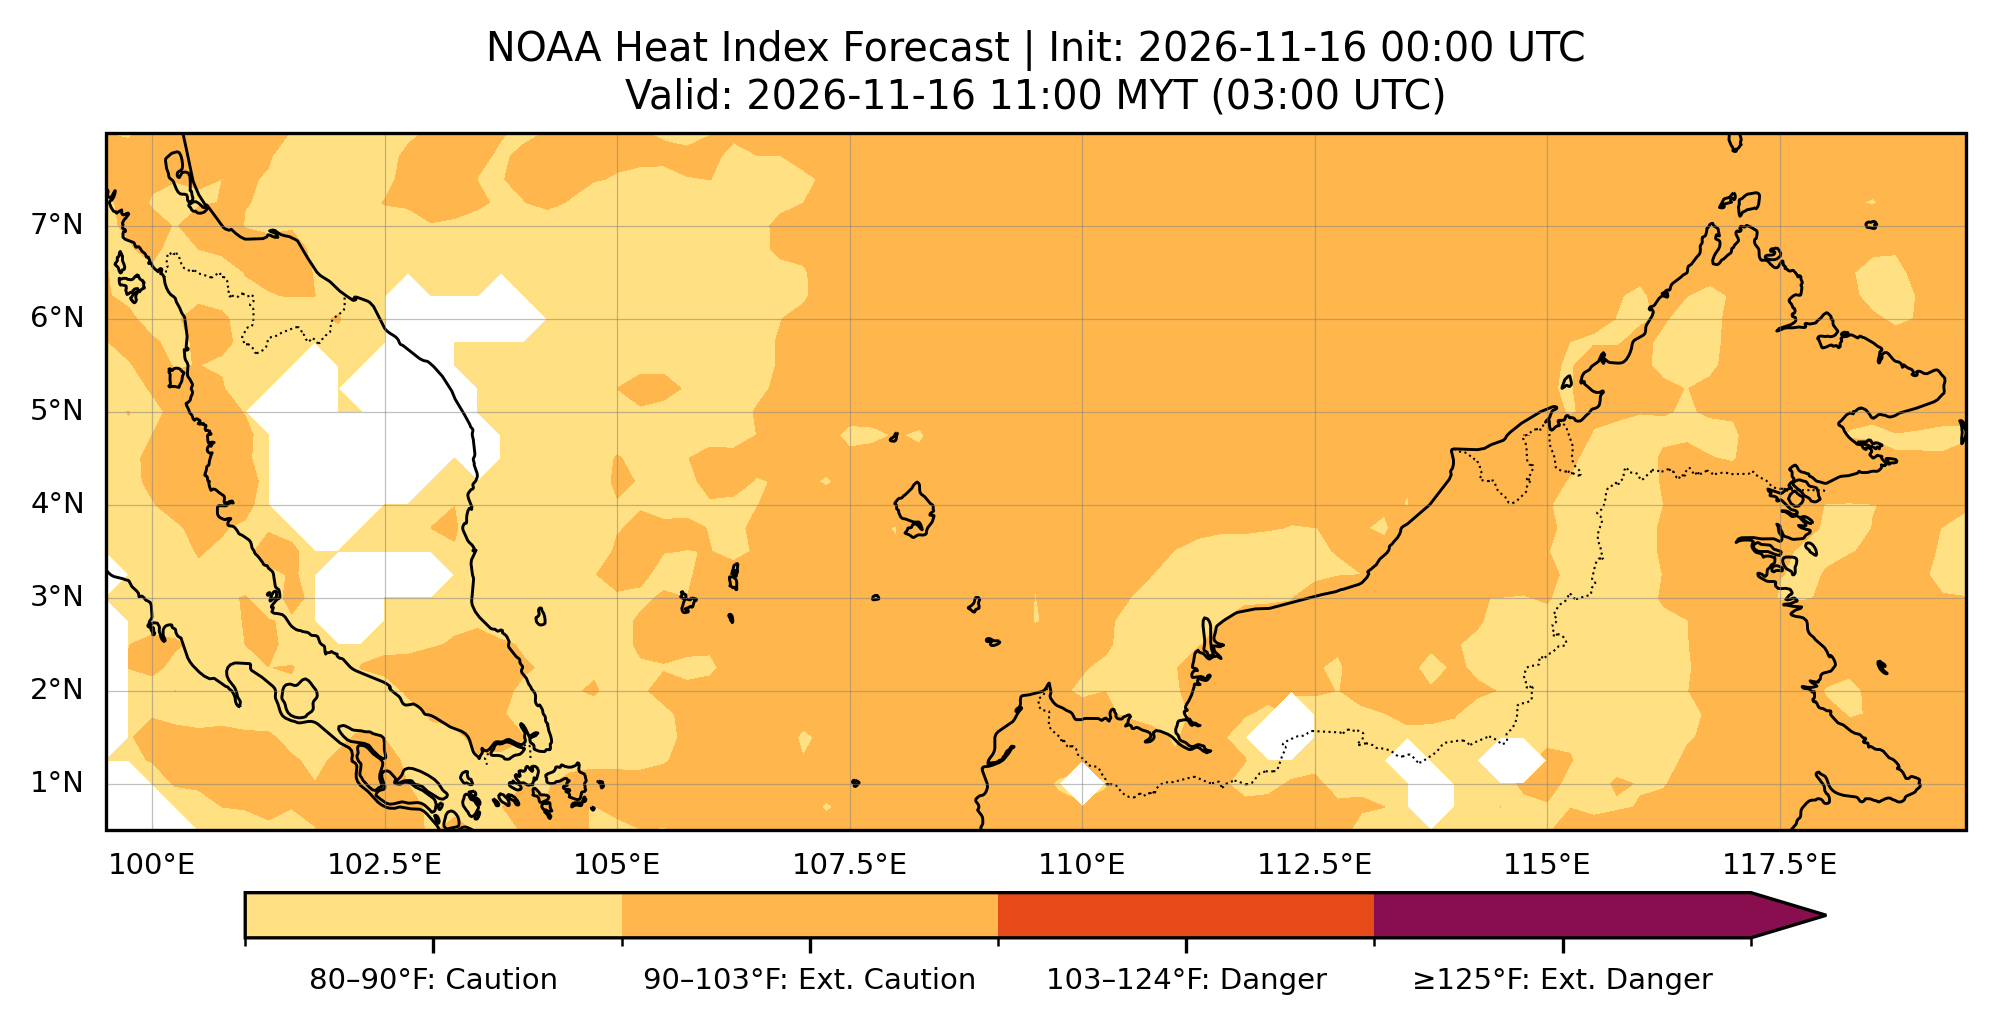 NOAA Heat Index Forecast | Init: 2026-11-16 00:00 UTC
Valid: 2026-11-16 11:00 MYT (03:00 UTC)
7°N
6°N
5°N
4°N
3°N
2°N
1°N
100°E 102.5°E 105°E 107.5°E 110°E 112.5°E 115°E 117.5°E
80–90°F: Caution 90–103°F: Ext. Caution 103–124°F: Danger ≥125°F: Ext. Danger